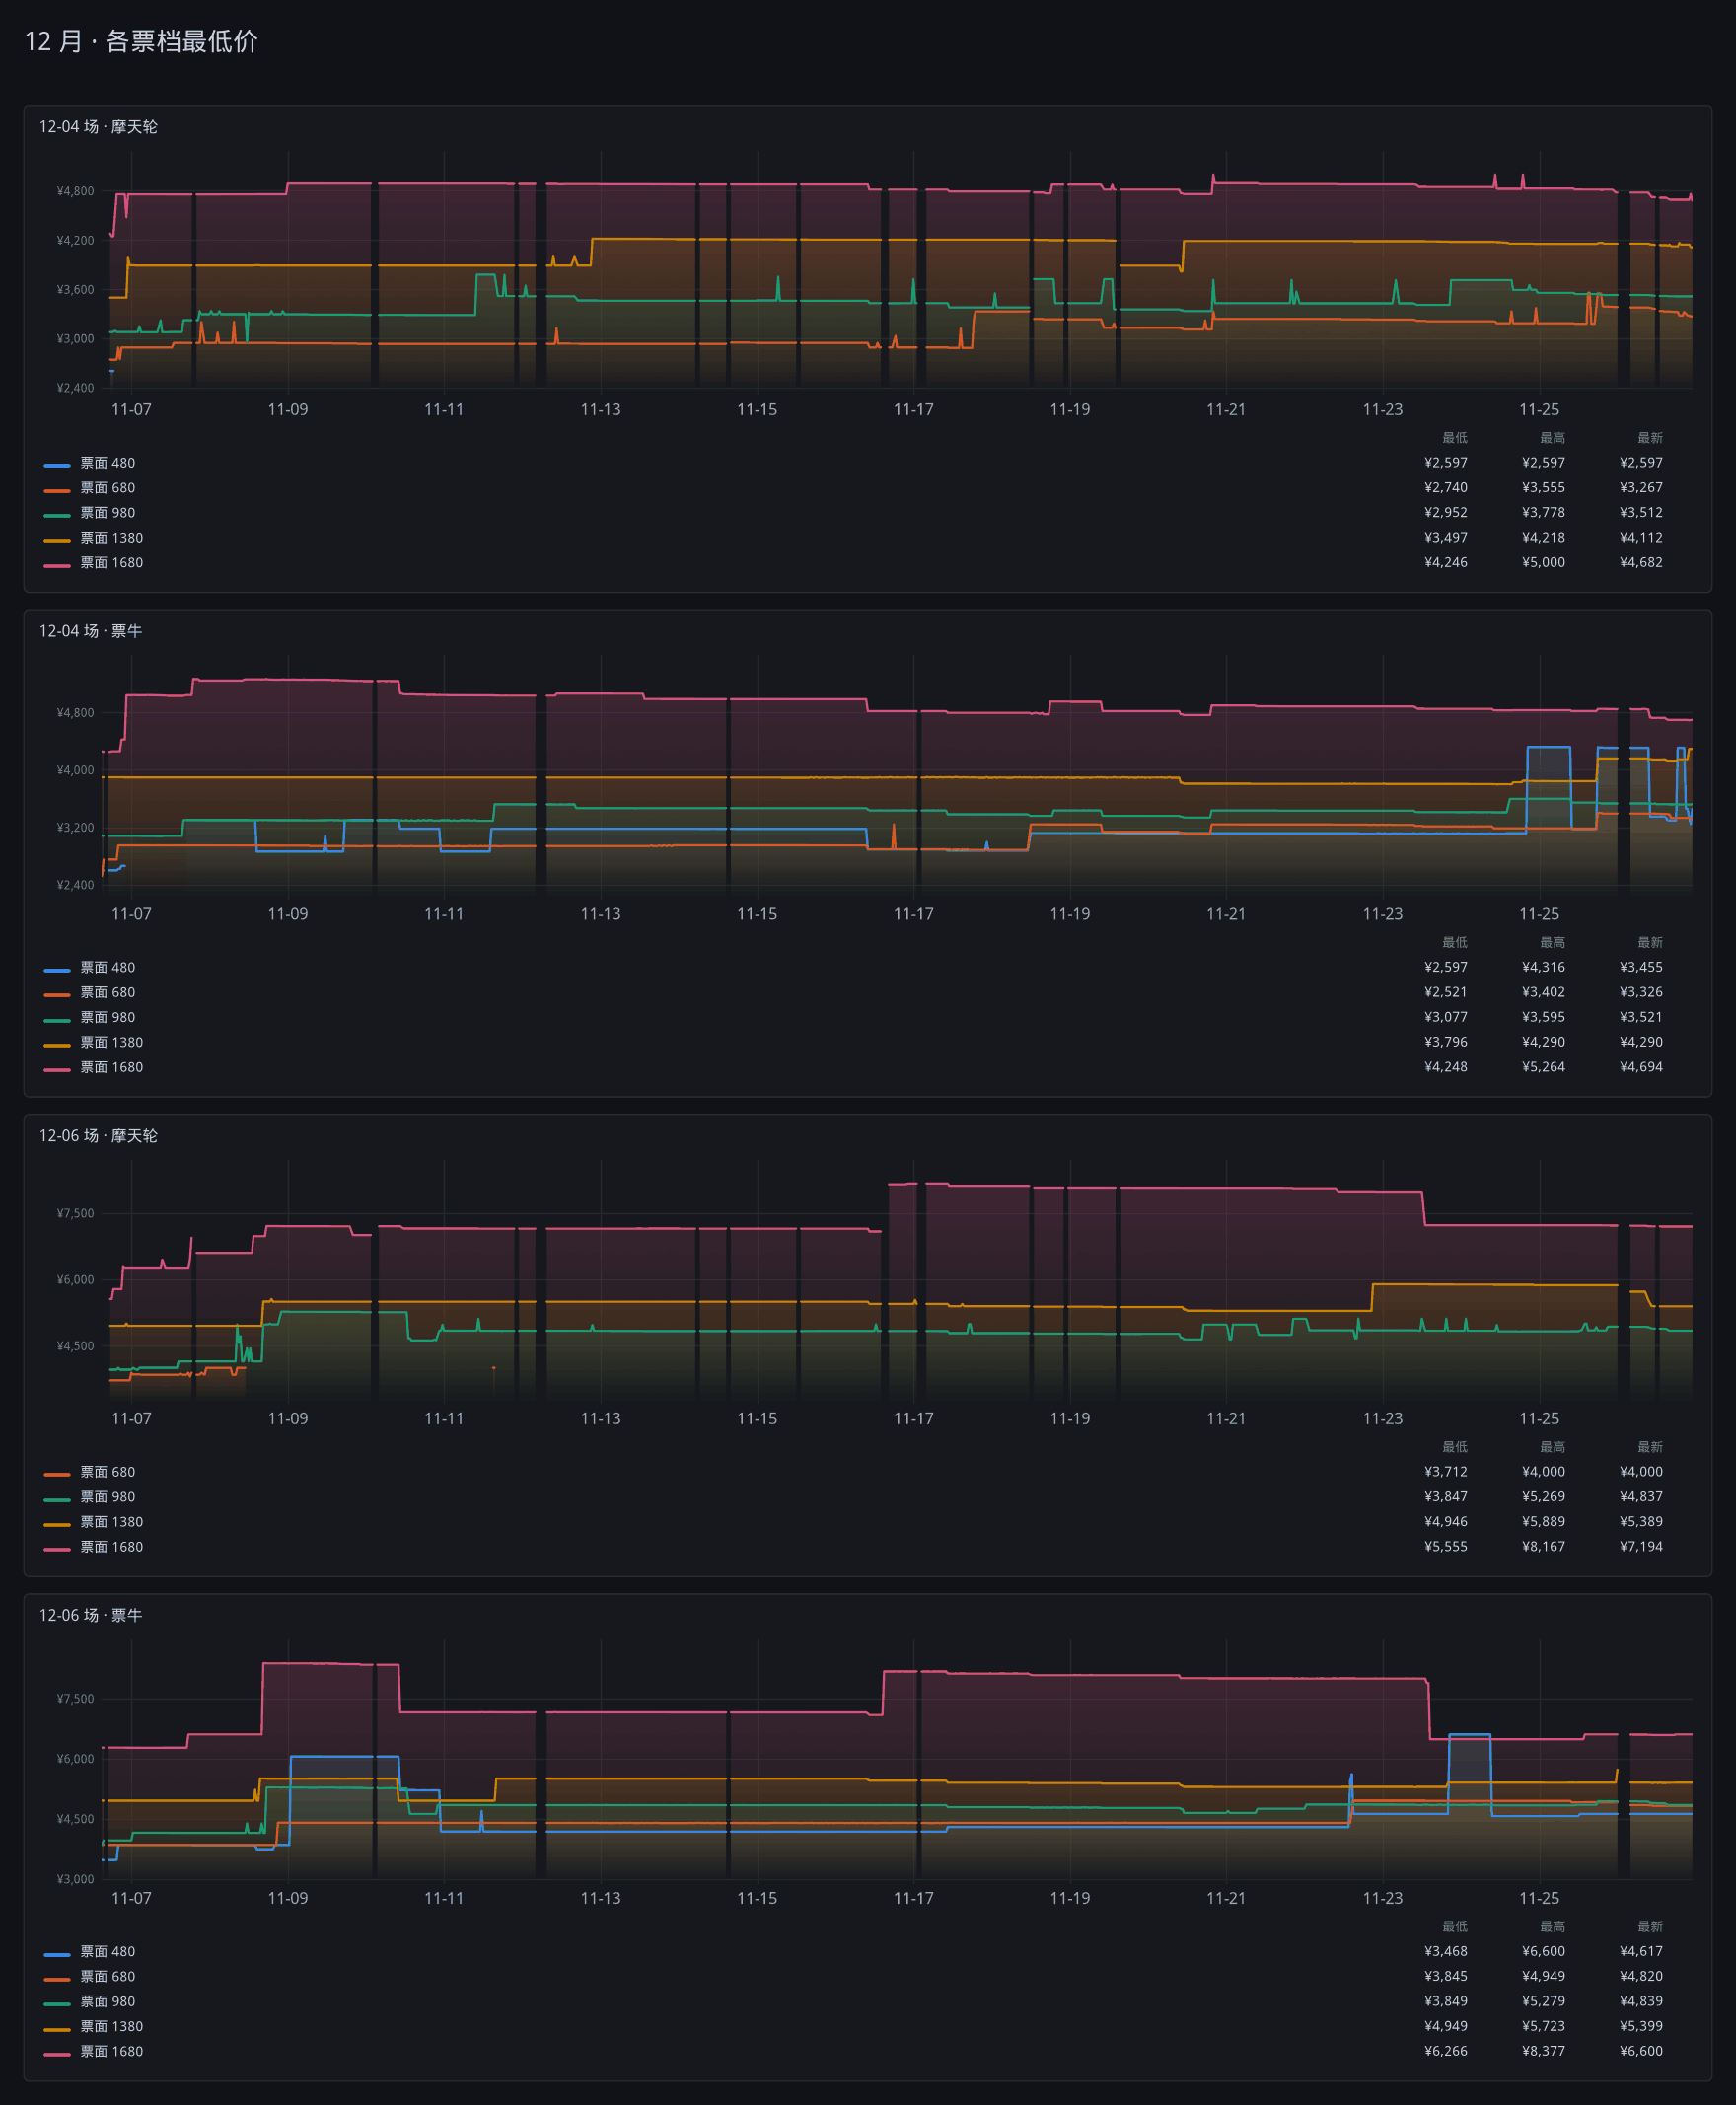 12 月 · 各票档最低价
12-04 场 · 摩天轮
¥4,800
¥4,200
¥3,600
¥3,000
¥2,400
11-07 11-09 11-11 11-13 11-15 11-17 11-19 11-21 11-23 11-25
最低 最高 最新
票面 480 ¥2,597 ¥2,597 ¥2,597
票面 680 ¥2,740 ¥3,555 ¥3,267
票面 980 ¥2,952 ¥3,778 ¥3,512
票面 1380 ¥3,497 ¥4,218 ¥4,112
票面 1680 ¥4,246 ¥5,000 ¥4,682
12-04 场 · 票牛
¥4,800
¥4,000
¥3,200
¥2,400
11-07 11-09 11-11 11-13 11-15 11-17 11-19 11-21 11-23 11-25
最低 最高 最新
票面 480 ¥2,597 ¥4,316 ¥3,455
票面 680 ¥2,521 ¥3,402 ¥3,326
票面 980 ¥3,077 ¥3,595 ¥3,521
票面 1380 ¥3,796 ¥4,290 ¥4,290
票面 1680 ¥4,248 ¥5,264 ¥4,694
12-06 场 · 摩天轮
¥7,500
¥6,000
¥4,500
11-07 11-09 11-11 11-13 11-15 11-17 11-19 11-21 11-23 11-25
最低 最高 最新
票面 680 ¥3,712 ¥4,000 ¥4,000
票面 980 ¥3,847 ¥5,269 ¥4,837
票面 1380 ¥4,946 ¥5,889 ¥5,389
票面 1680 ¥5,555 ¥8,167 ¥7,194
12-06 场 · 票牛
¥7,500
¥6,000
¥4,500
¥3,000
11-07 11-09 11-11 11-13 11-15 11-17 11-19 11-21 11-23 11-25
最低 最高 最新
票面 480 ¥3,468 ¥6,600 ¥4,617
票面 680 ¥3,845 ¥4,949 ¥4,820
票面 980 ¥3,849 ¥5,279 ¥4,839
票面 1380 ¥4,949 ¥5,723 ¥5,399
票面 1680 ¥6,266 ¥8,377 ¥6,600